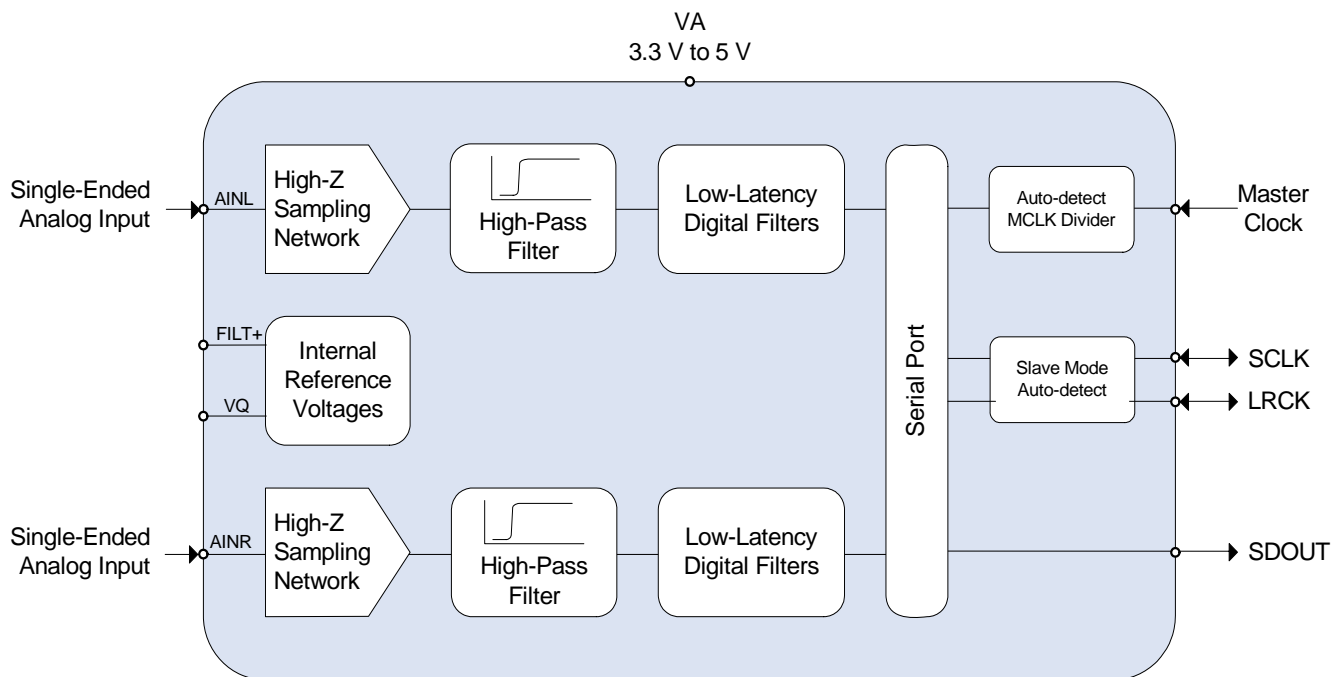 VA
3.3 V to 5 V
Single-Ended
Analog Input
AINL
High-Z
Sampling
Network
High-Pass
Filter
Low-Latency
Digital Filters
Auto-detect
MCLK Divider
Master
Clock
FILT+
VQ
Internal
Reference
Voltages
Serial Port
Slave Mode
Auto-detect
SCLK
LRCK
Single-Ended
Analog Input
AINR
High-Z
Sampling
Network
High-Pass
Filter
Low-Latency
Digital Filters
SDOUT